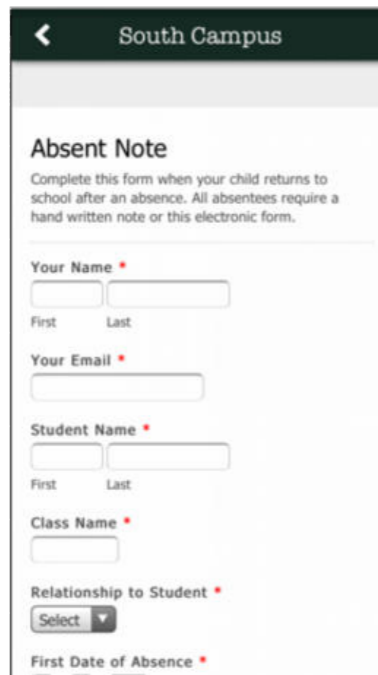 South Campus
Absent Note
Complete this form when your child returns to
school after an absence. All absentees require a
hand written note or this electronic form.
Your Name *
First Last
Your Email *
Student Name *
First Last
Class Name *
Relationship to Student *
Select
First Date of Absence *